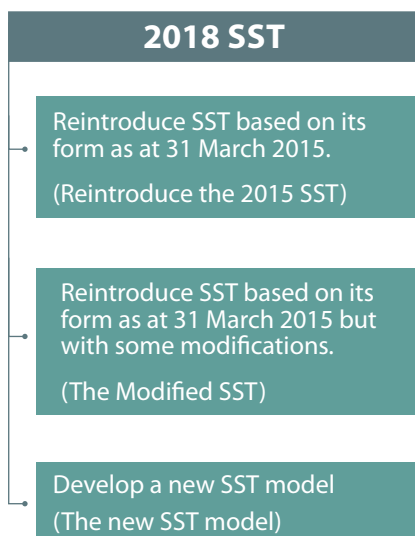 2018 SST
Reintroduce SST based on its
form as at 31 March 2015.
(Reintroduce the 2015 SST)
Reintroduce SST based on its
form as at 31 March 2015 but
with some modifications.
(The Modified SST)
Develop a new SST model
(The new SST model)